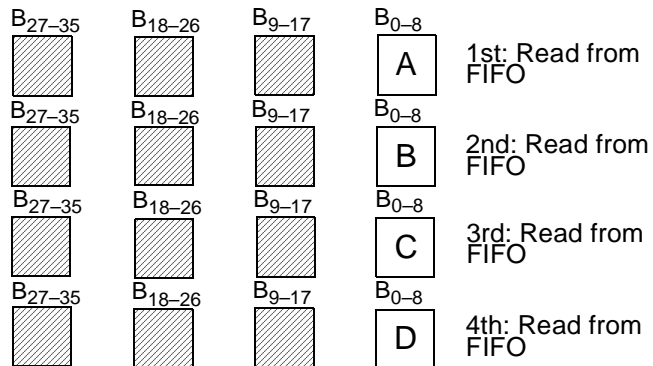 B27–35 B18–26 B9–17 B0–8
A 1st: Read from
FIFO
B27–35 B18–26 B9–17 B0–8
B 2nd: Read from
FIFO
B27–35 B18–26 B9–17 B0–8
C 3rd: Read from
FIFO
B27–35 B18–26 B9–17 B0–8
D 4th: Read from
FIFO